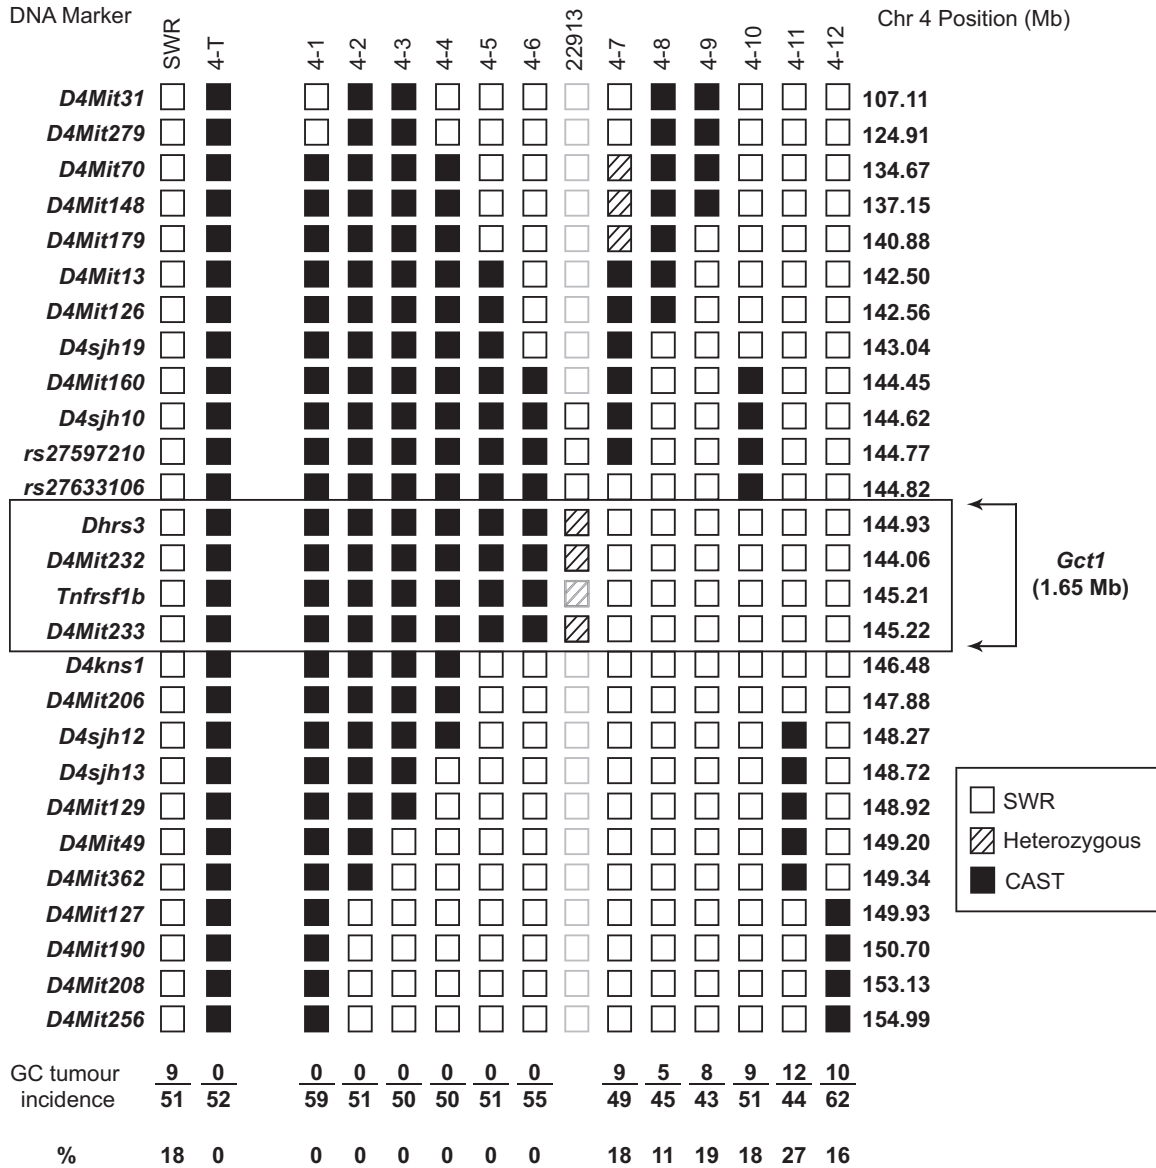 DNA Marker SWR 4-T 4-1 4-2 4-3 4-4 4-5 4-6 22913 4-7 4-8 4-9 4-10 4-11 4-12 Chr 4 Position (Mb)
D4Mit31 107.11
D4Mit279 124.91
D4Mit70 134.67
D4Mit148 137.15
D4Mit179 140.88
D4Mit13 142.50
D4Mit126 142.56
D4sjh19 143.04
D4Mit160 144.45
D4sjh10 144.62
rs27597210 144.77
rs27633106 144.82
Dhrs3 144.93
D4Mit232 144.06
Gct1
Tnfrsf1b 145.21
(1.65 Mb)
D4Mit233 145.22
D4kns1 146.48
D4Mit206 147.88
D4sjh12 148.27
D4sjh13 148.72
D4Mit129 148.92
D4Mit49 149.20
D4Mit362 149.34
D4Mit127 149.93
D4Mit190 150.70
D4Mit208 153.13
D4Mit256 154.99
SWR
Heterozygous
CAST
GC tumour 9 0 0 0 0 0 0 0 9 5 8 9 12 10
incidence 51 52 59 51 50 50 51 55 49 45 43 51 44 62
% 18 0 0 0 0 0 0 0 18 11 19 18 27 16